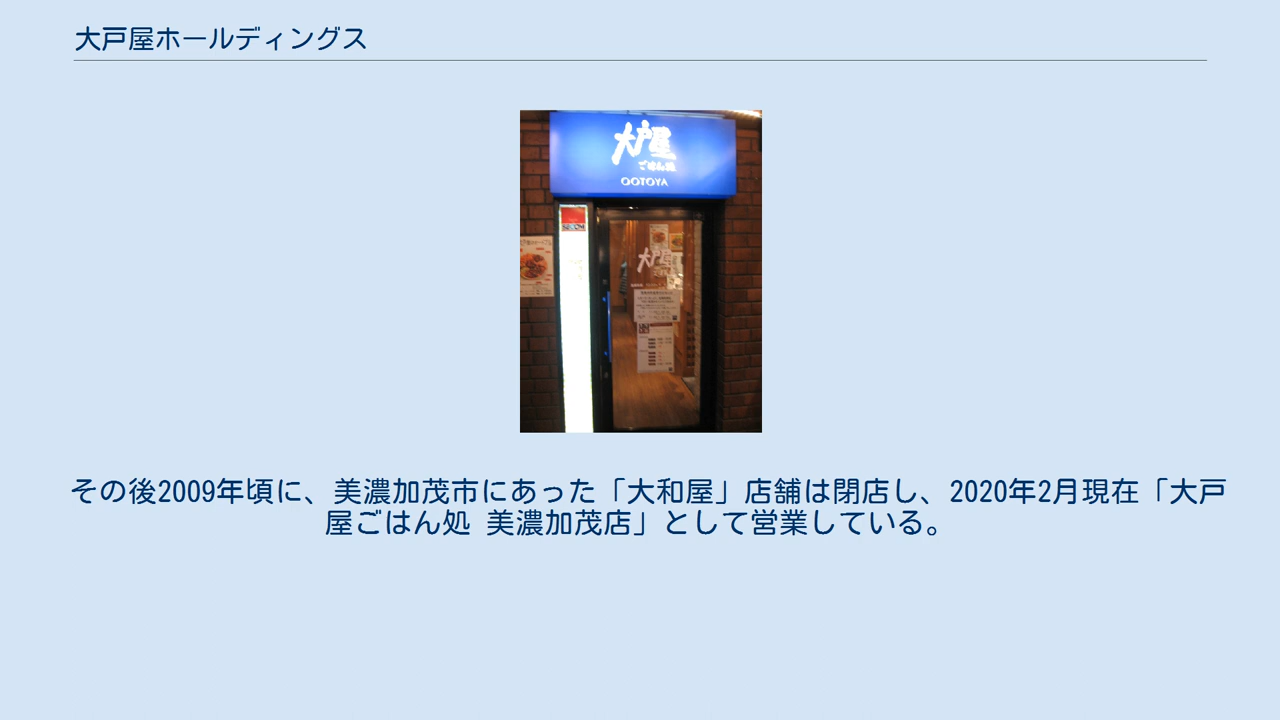 大戸屋ホールディングス
大戸屋
ごはん処
OOTOYA
大戸屋
その後2009年頃に、美濃加茂市にあった「大和屋」店舗は閉店し、2020年2月現在「大戸
屋ごはん処 美濃加茂店」として営業している。